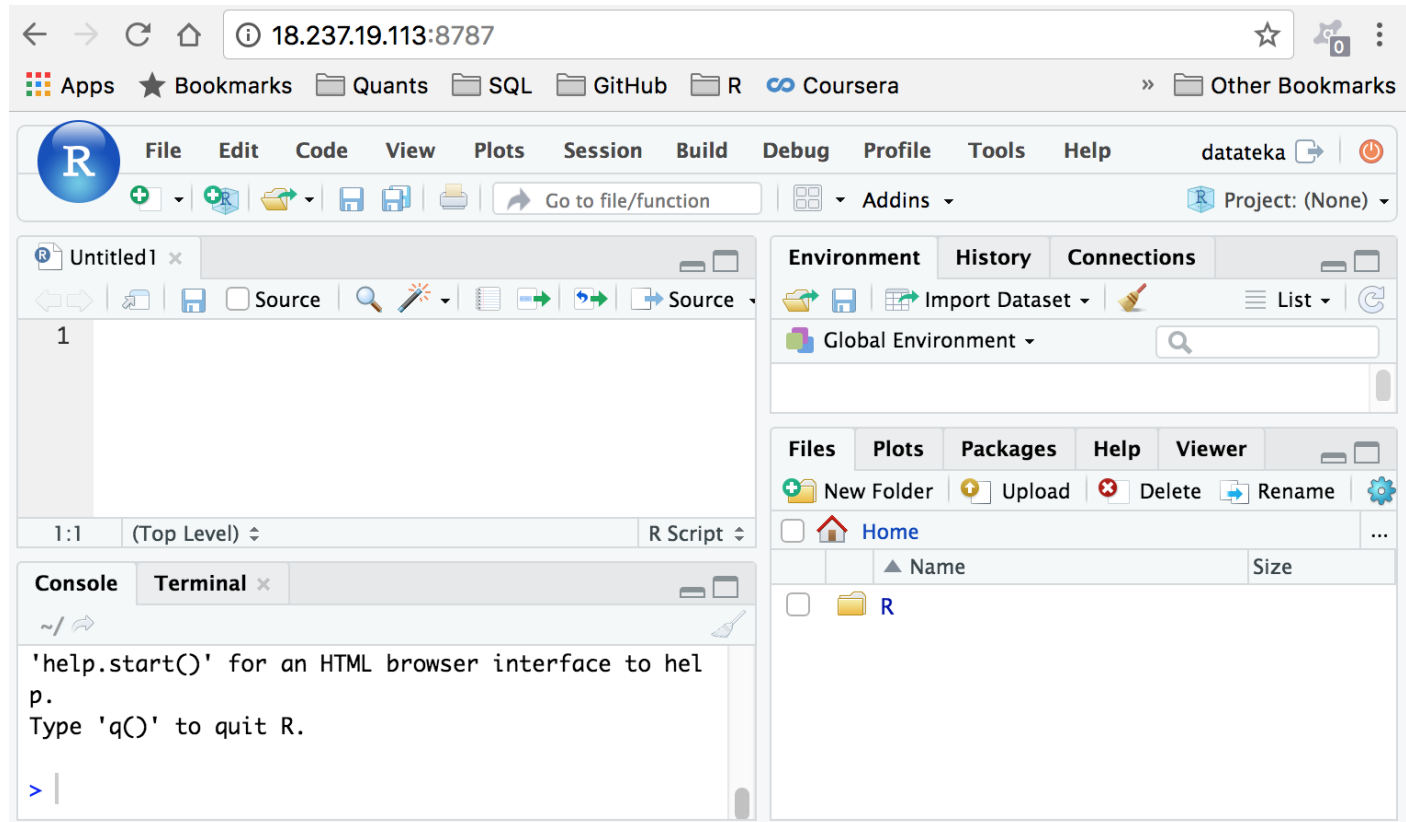 18.237.19.113:8787
0
Apps Bookmarks Quants SQL GitHub R Coursera » Other Bookmarks
R File Edit Code View Plots Session Build Debug Profile Tools Help datateka
R Go to file/function Addins R Project: (None)
R Untitled1 ×
Source Source
1
1:1 (Top Level) R Script
Console Terminal ×
~/
'help.start()' for an HTML browser interface to hel
p.
Type 'q()' to quit R.
>
Environment History Connections
Import Dataset List
Global Environment
Files Plots Packages Help Viewer
New Folder Upload Delete Rename
Home ...
Name Size
R